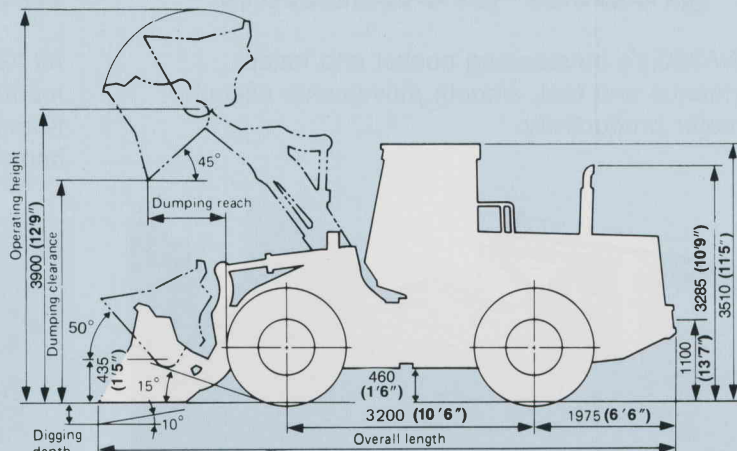 Operating height
3900 (12'9")
Dumping clearance
45°
Dumping reach
50°
435
(1'5")
15°
10°
Digging
depth
460
(1'6")
3200 (10'6")
1975 (6'6")
Overall length
1100
(13'7")
3285 (10'9")
3510 (11'5")